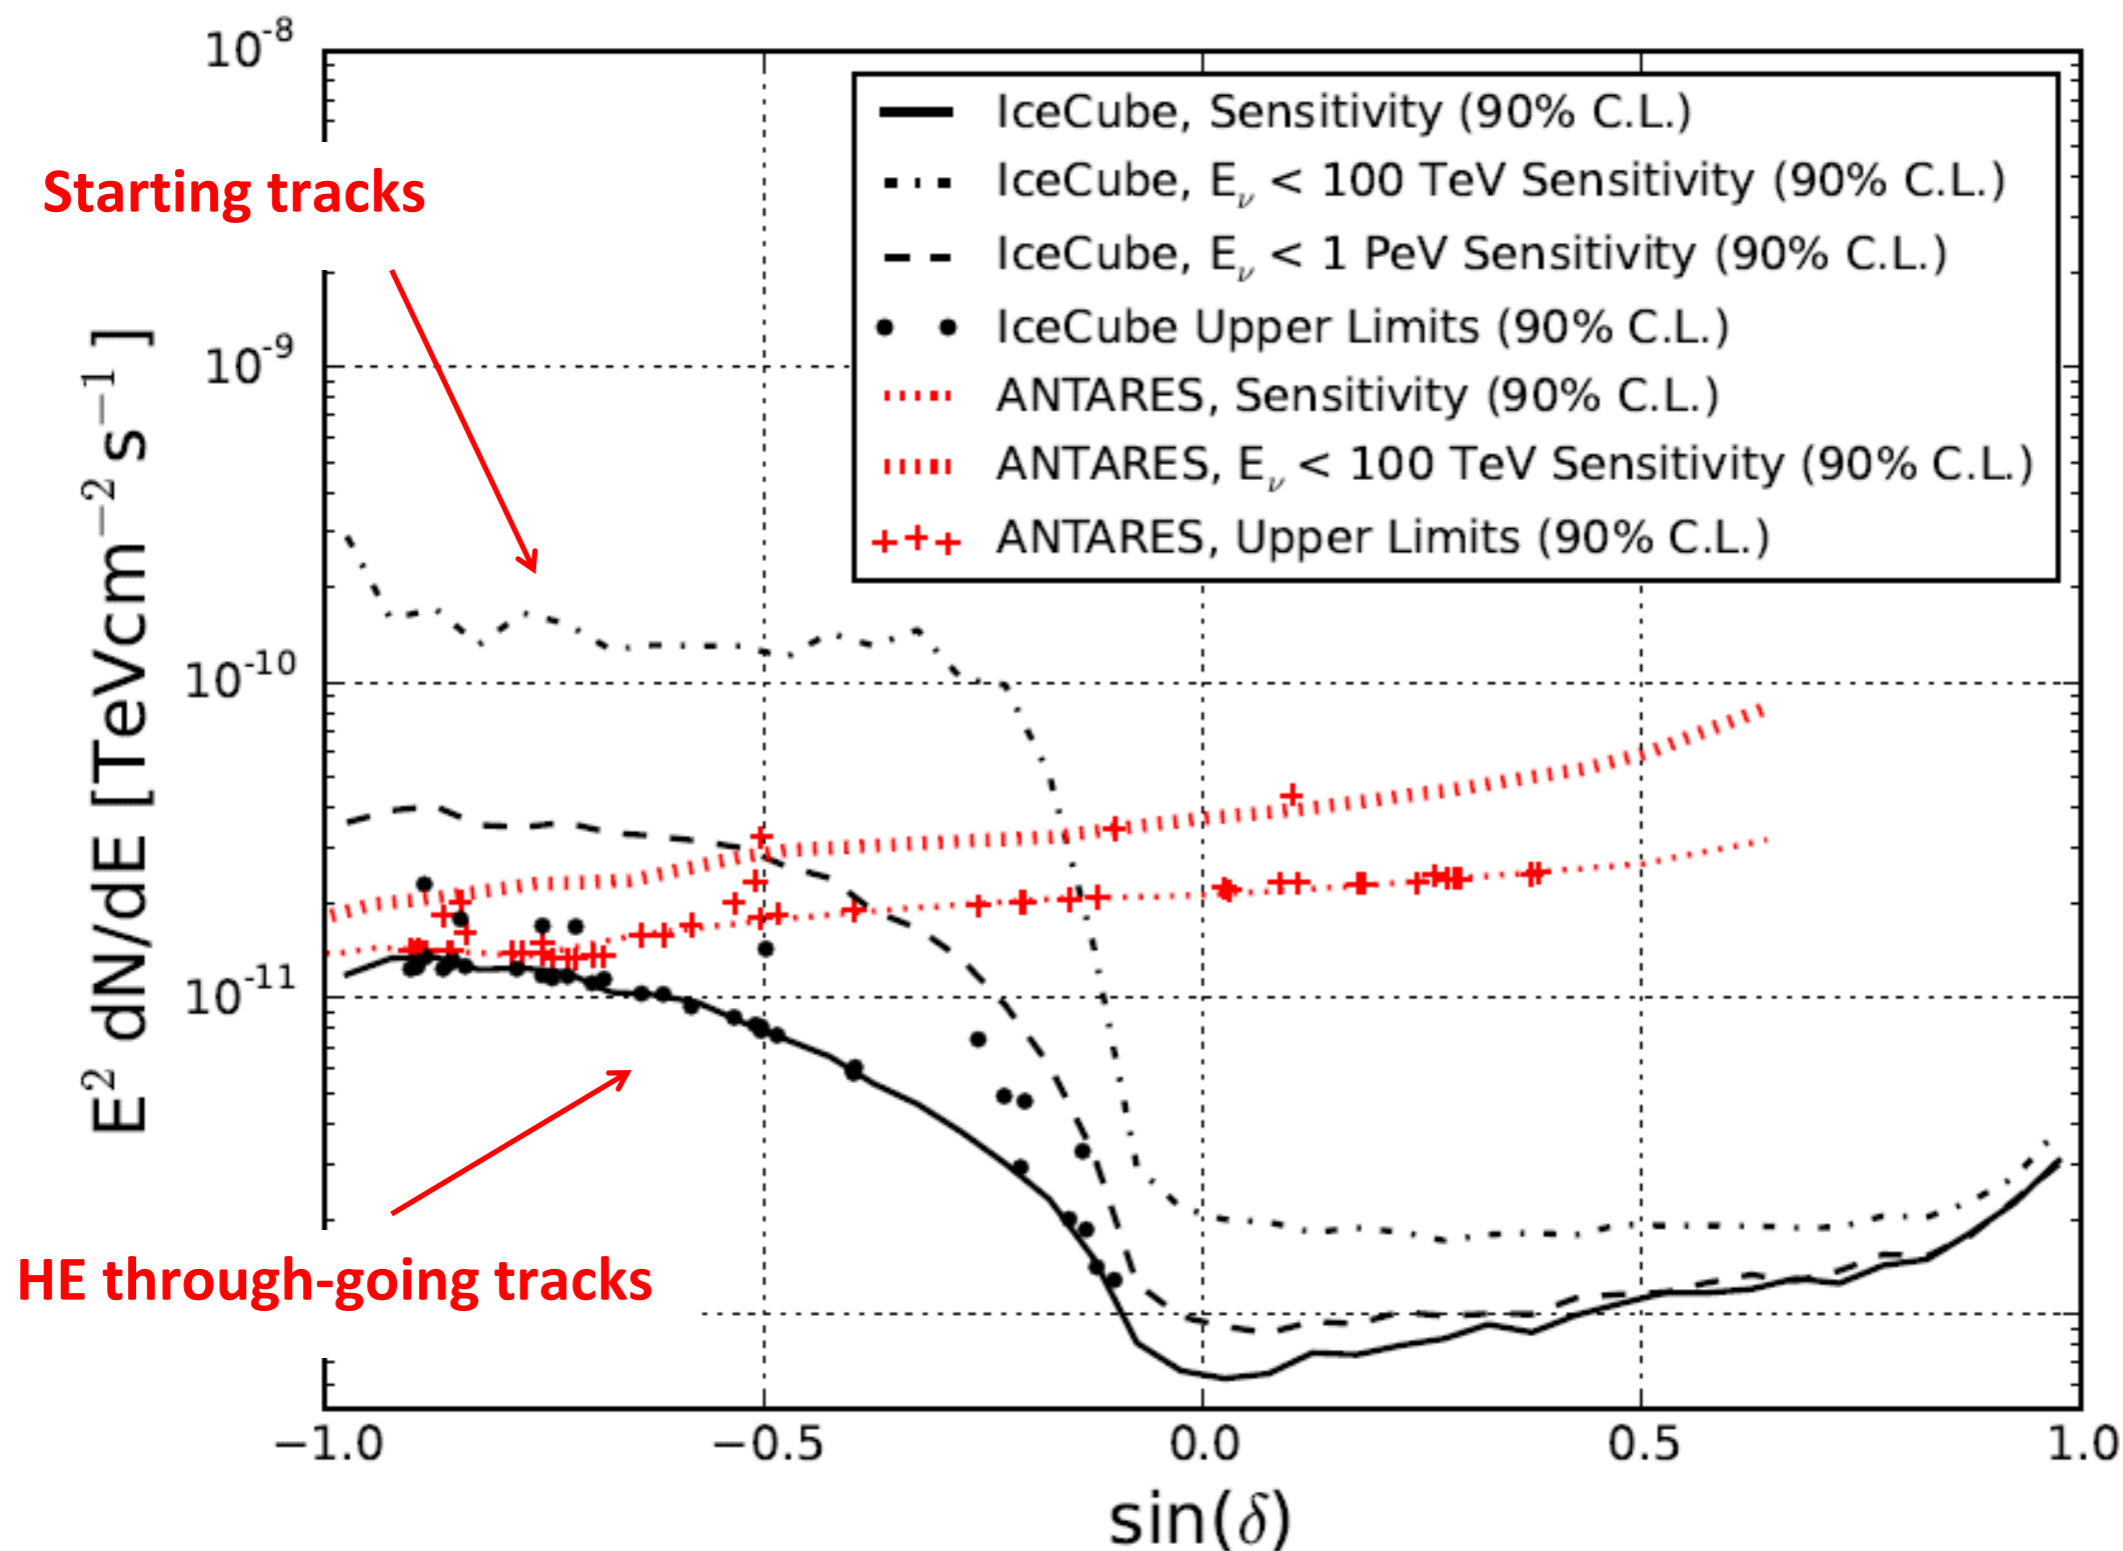 10^-8
IceCube, Sensitivity (90% C.L.)
Starting tracks
IceCube, E_ν < 100 TeV Sensitivity (90% C.L.)
IceCube, E_ν < 1 PeV Sensitivity (90% C.L.)
IceCube Upper Limits (90% C.L.)
10^-9
ANTARES, Sensitivity (90% C.L.)
ANTARES, E_ν < 100 TeV Sensitivity (90% C.L.)
ANTARES, Upper Limits (90% C.L.)
E^2 dN/dE [TeVcm^−2 s^−1]
10^-10
10^-11
HE through-going tracks
−1.0 −0.5 0.0 0.5 1.0
sin(δ)